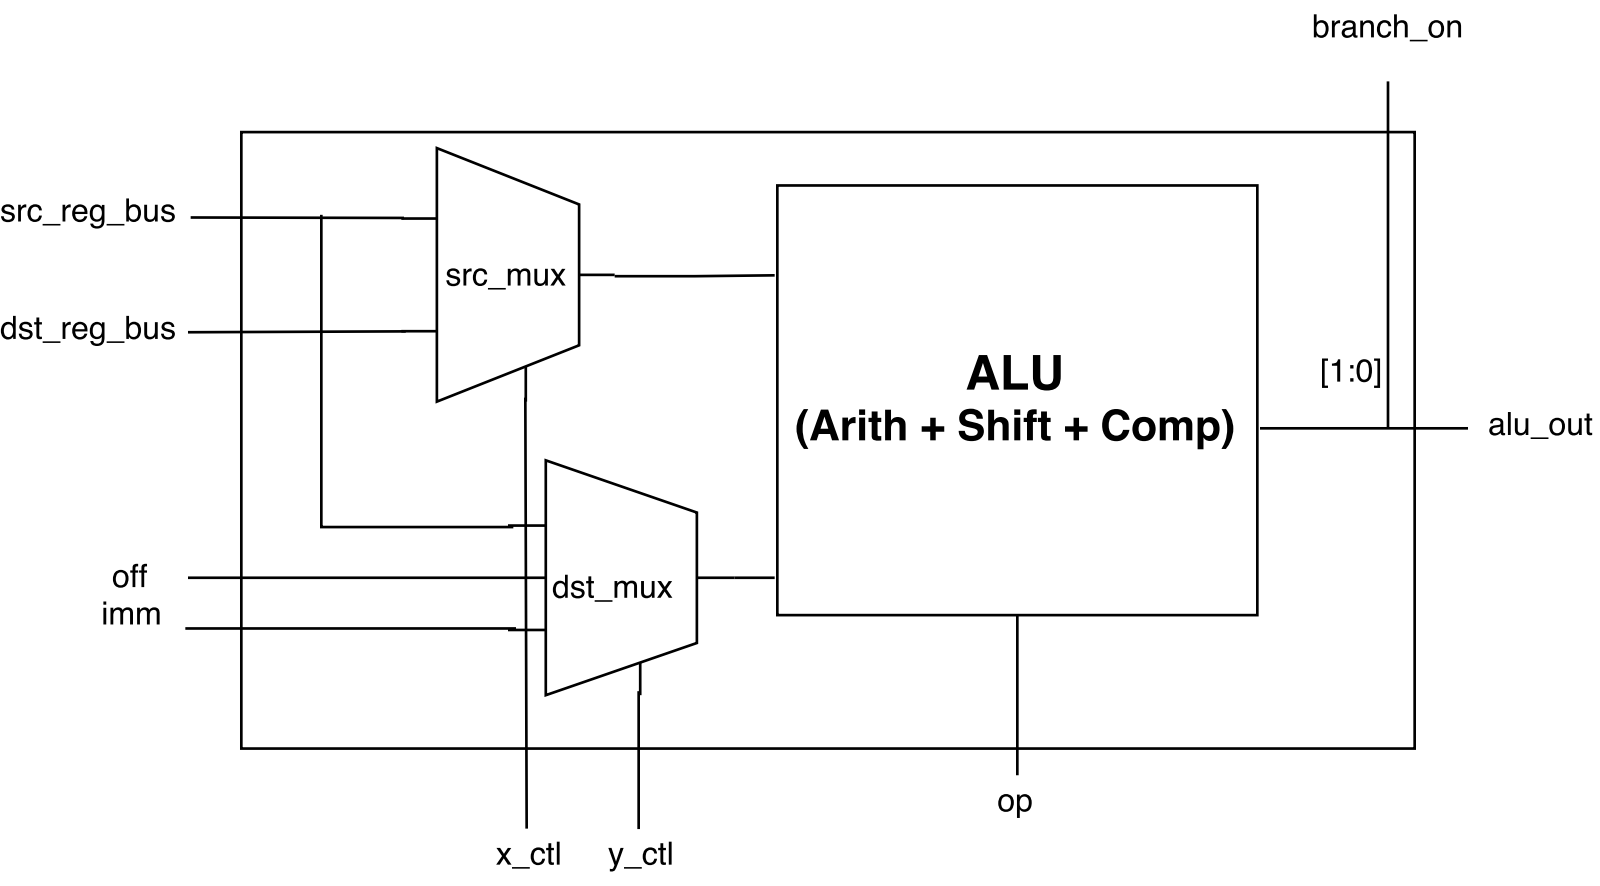 branch_on
src_reg_bus
src_mux
dst_reg_bus
ALU
(Arith + Shift + Comp)
[1:0]
alu_out
off
imm
dst_mux
op
x_ctl
y_ctl